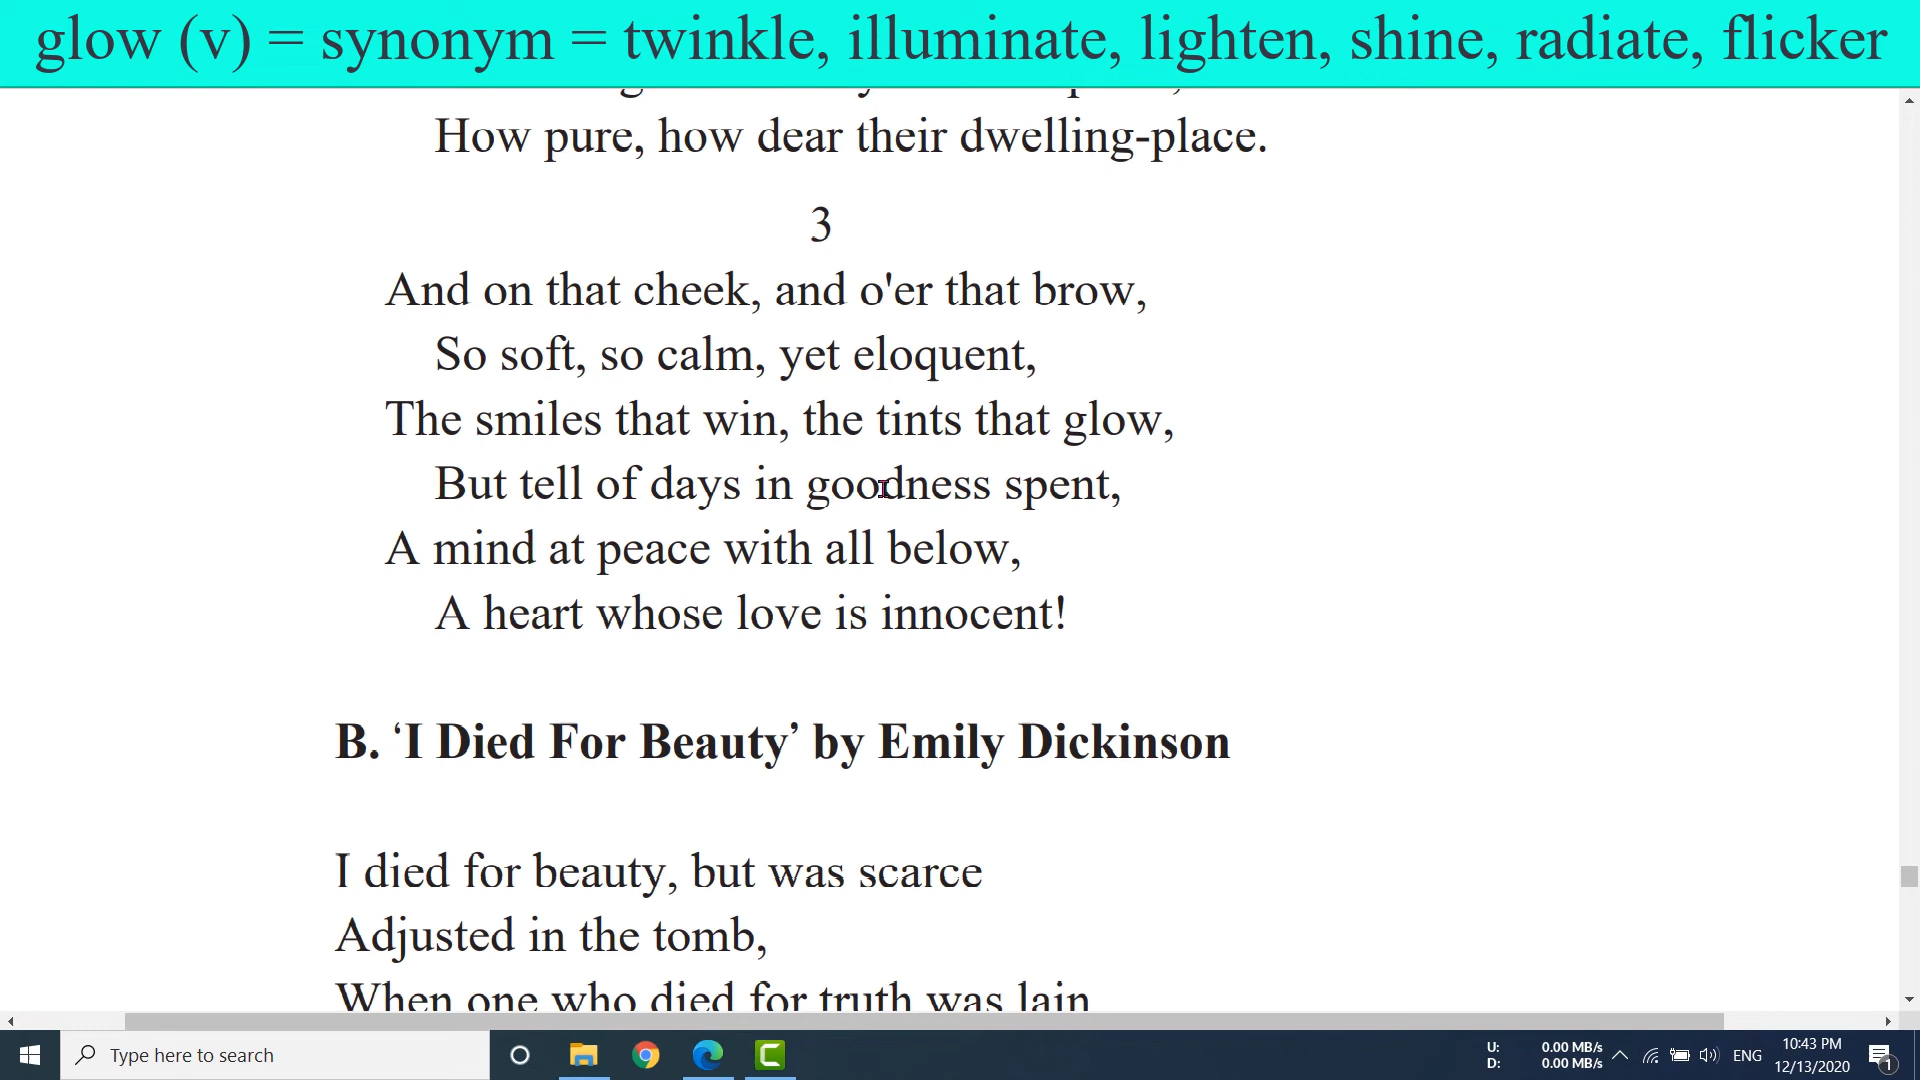 glow (v) = synonym = twinkle, illuminate, lighten, shine, radiate, flicker
How pure, how dear their dwelling-place.
3
And on that cheek, and o'er that brow,
So soft, so calm, yet eloquent,
The smiles that win, the tints that glow,
But tell of days in goodness spent,
A mind at peace with all below,
A heart whose love is innocent!
B. ‘I Died For Beauty’ by Emily Dickinson
I died for beauty, but was scarce
Adjusted in the tomb,
When one who died for truth was lain
Type here to search
U: 0.00 MB/s
D: 0.00 MB/s
ENG
10:43 PM
12/13/2020
1